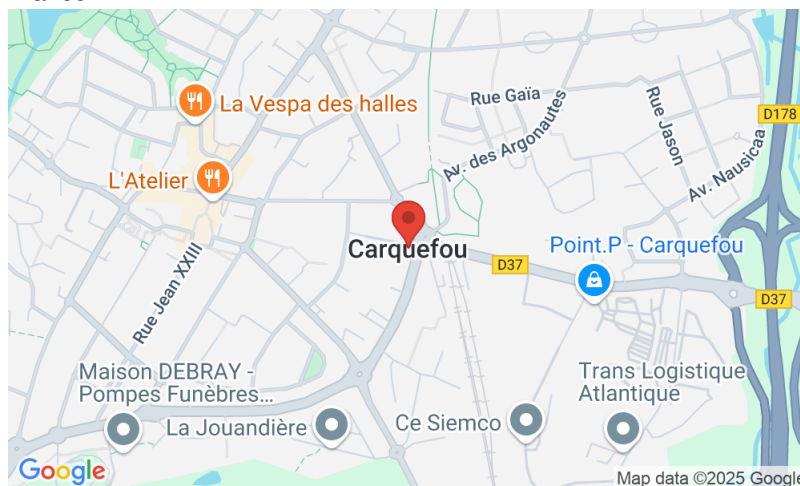 La Vespa des halles
L'Atelier
Rue Jean XXIII
Rue Gaïa
Av. des Argonautes
Rue Jason
Av. Nausicaa
D178
Carquefou
D37
Point.P - Carquefou
D37
Maison DEBRAY -
Pompes Funèbres...
La Jouandière
Ce Siemco
Trans Logistique
Atlantique
Google
Map data ©2025 Google